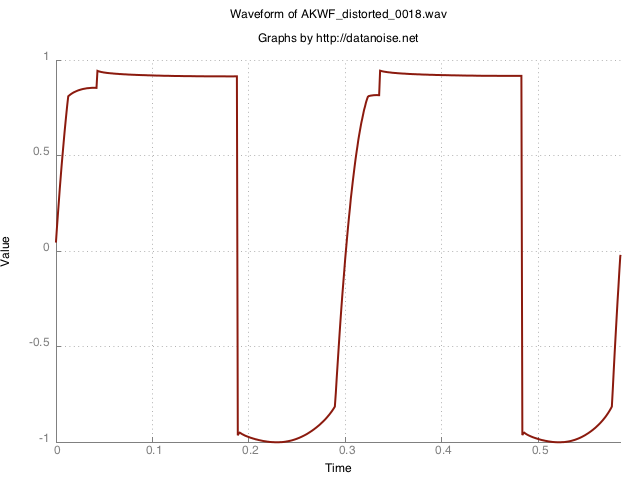 Waveform of AKWF_distorted_0018.wav
Graphs by http://datanoise.net
1
0.5
0
-0.5
-1
Value
0 0.1 0.2 0.3 0.4 0.5
Time